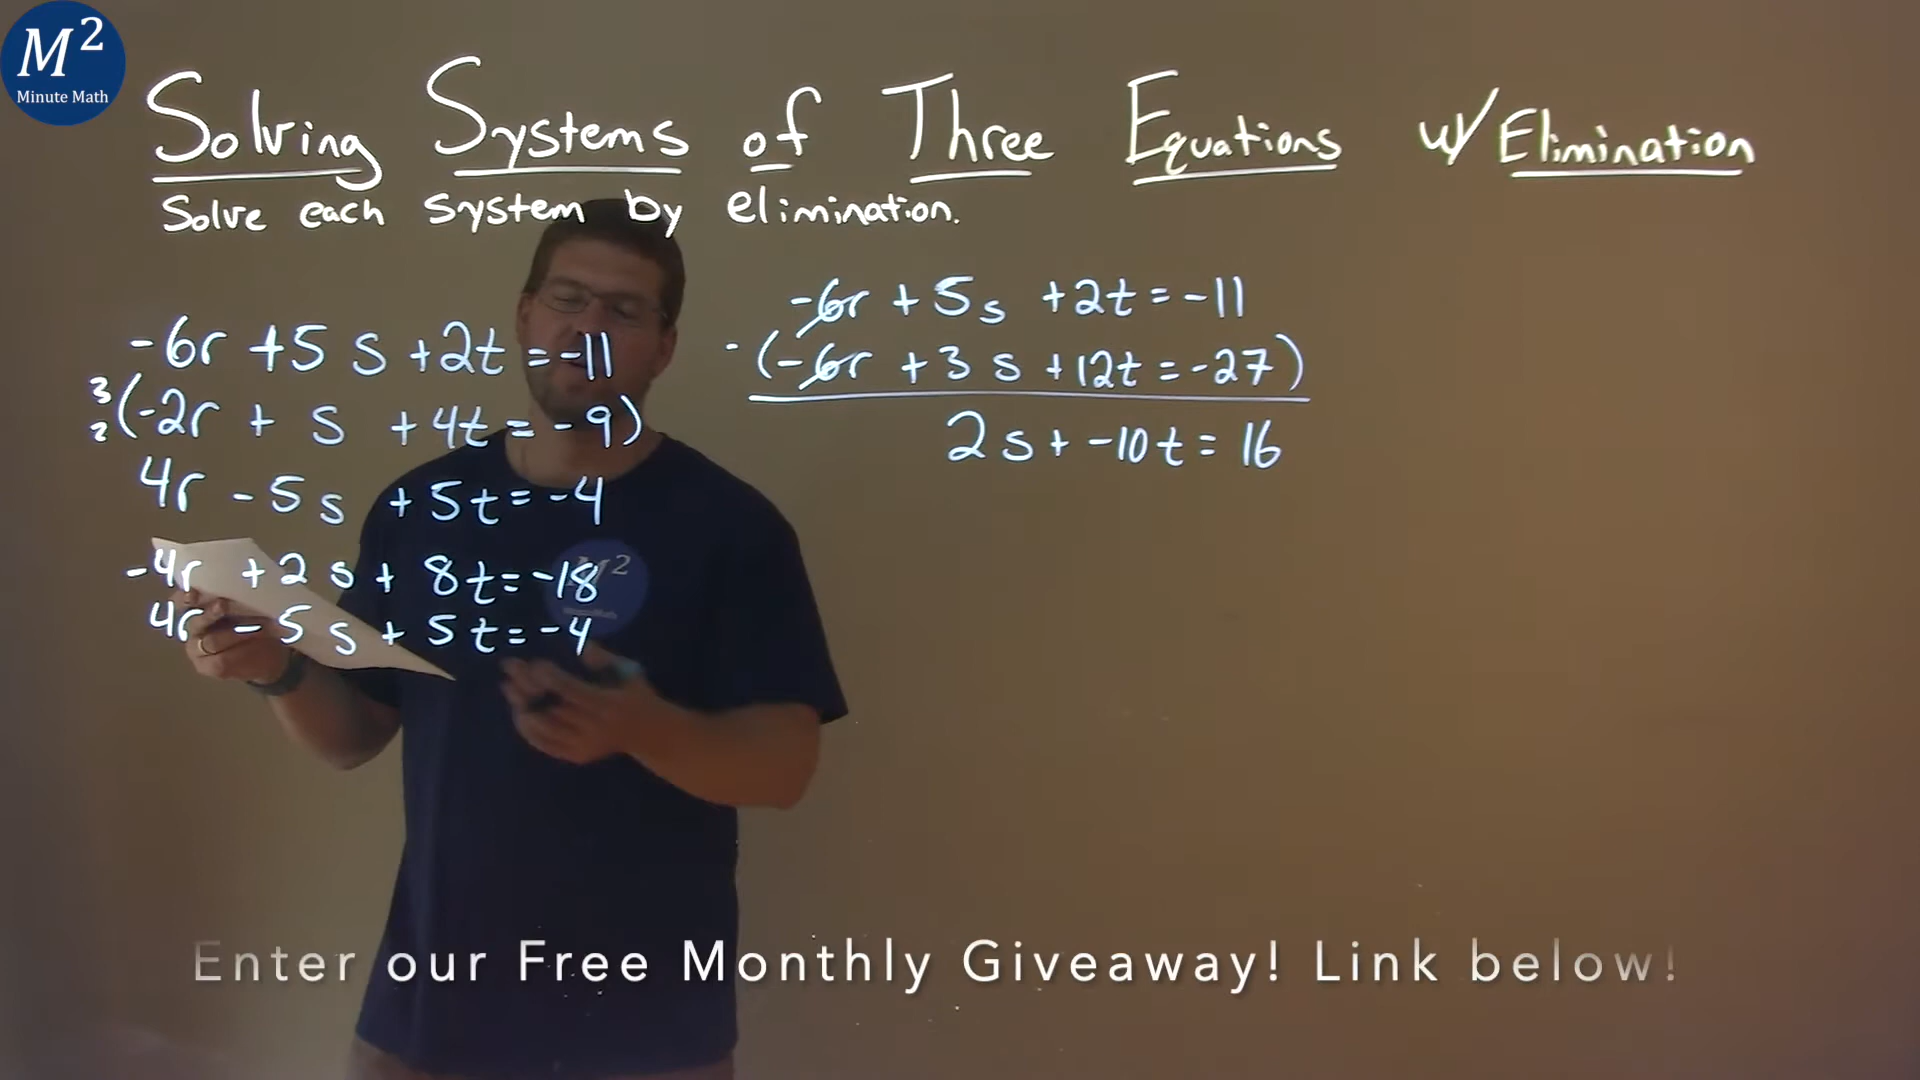 M²
Minute Math
Solving Systems of Three Equations w/ Elimination
Solve each system by elimination.
-6r + 5s + 2t = -11
3
2
(-2r + s + 4t = -9)
4r - 5s + 5t = -4
-4r + 2s + 8t = -18
4r - 5s + 5t = -4
-6r + 5s + 2t = -11
-(-6r + 3s + 12t = -27)
2s + -10t = 16
M²
Enter our Free Monthly Giveaway! Link below!